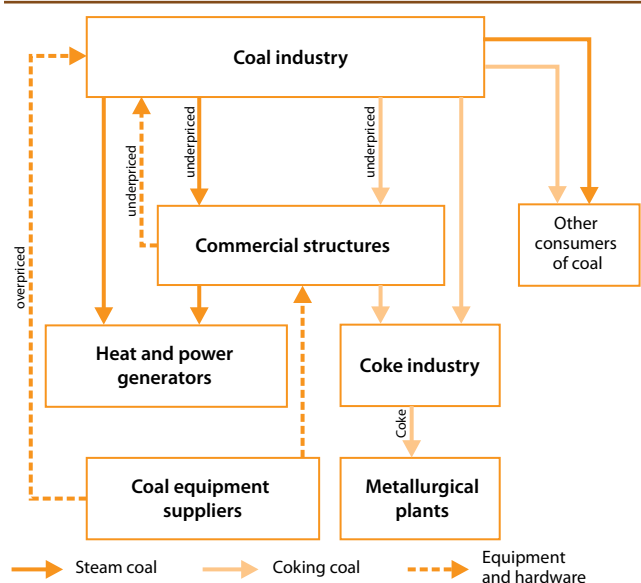 Coal industry
underpriced
underpriced
underpriced
overpriced
Commercial structures
Other
consumers
of coal
Heat and power
generators
Coke industry
Coke
Coal equipment
suppliers
Metallurgical
plants
Steam coal
Coking coal
Equipment
and hardware